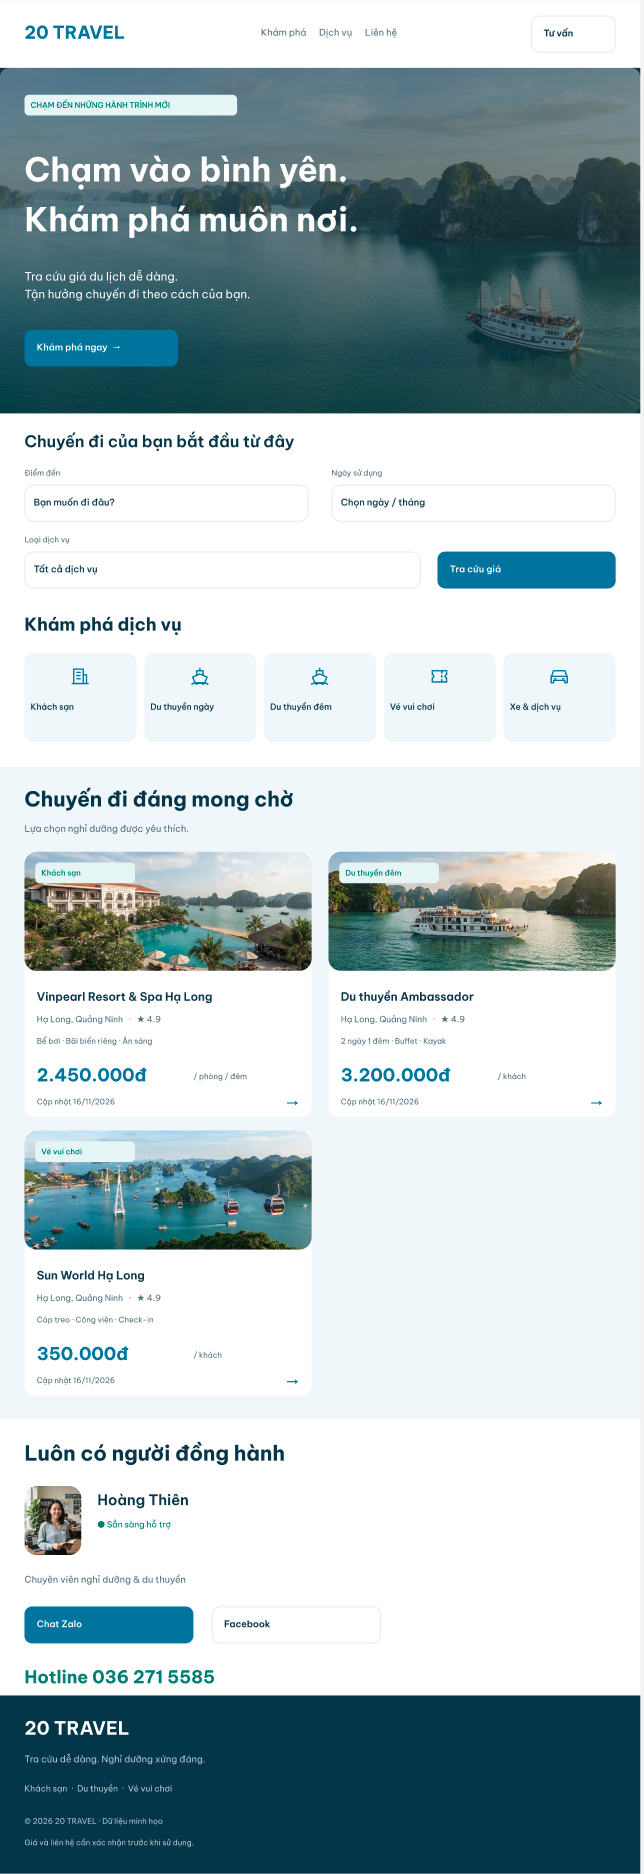 20 TRAVEL
Khám phá Dịch vụ Liên hệ
Tư vấn
CHẠM ĐẾN NHỮNG HÀNH TRÌNH MỚI
Chạm vào bình yên.
Khám phá muôn nơi.
Tra cứu giá du lịch dễ dàng.
Tận hưởng chuyến đi theo cách của bạn.
Khám phá ngay →
Chuyến đi của bạn bắt đầu từ đây
Điểm đến
Bạn muốn đi đâu?
Ngày sử dụng
Chọn ngày / tháng
Loại dịch vụ
Tất cả dịch vụ
Tra cứu giá
Khám phá dịch vụ
Khách sạn
Du thuyền ngày
Du thuyền đêm
Vé vui chơi
Xe & dịch vụ
Chuyến đi đáng mong chờ
Lựa chọn nghỉ dưỡng được yêu thích.
Khách sạn
Vinpearl Resort & Spa Hạ Long
Hạ Long, Quảng Ninh · ★ 4.9
Bể bơi · Bãi biển riêng · Ăn sáng
2.450.000đ / phòng / đêm
Cập nhật 16/11/2026 →
Du thuyền đêm
Du thuyền Ambassador
Hạ Long, Quảng Ninh · ★ 4.9
2 ngày 1 đêm · Buffet · Kayak
3.200.000đ / khách
Cập nhật 16/11/2026 →
Vé vui chơi
Sun World Hạ Long
Hạ Long, Quảng Ninh · ★ 4.9
Cáp treo · Công viên · Check-in
350.000đ / khách
Cập nhật 16/11/2026 →
Luôn có người đồng hành
Hoàng Thiên
● Sẵn sàng hỗ trợ
Chuyên viên nghỉ dưỡng & du thuyền
Chat Zalo
Facebook
Hotline 036 271 5585
20 TRAVEL
Tra cứu dễ dàng. Nghỉ dưỡng xứng đáng.
Khách sạn · Du thuyền · Vé vui chơi
© 2026 20 TRAVEL · Dữ liệu minh họa
Giá và liên hệ cần xác nhận trước khi sử dụng.